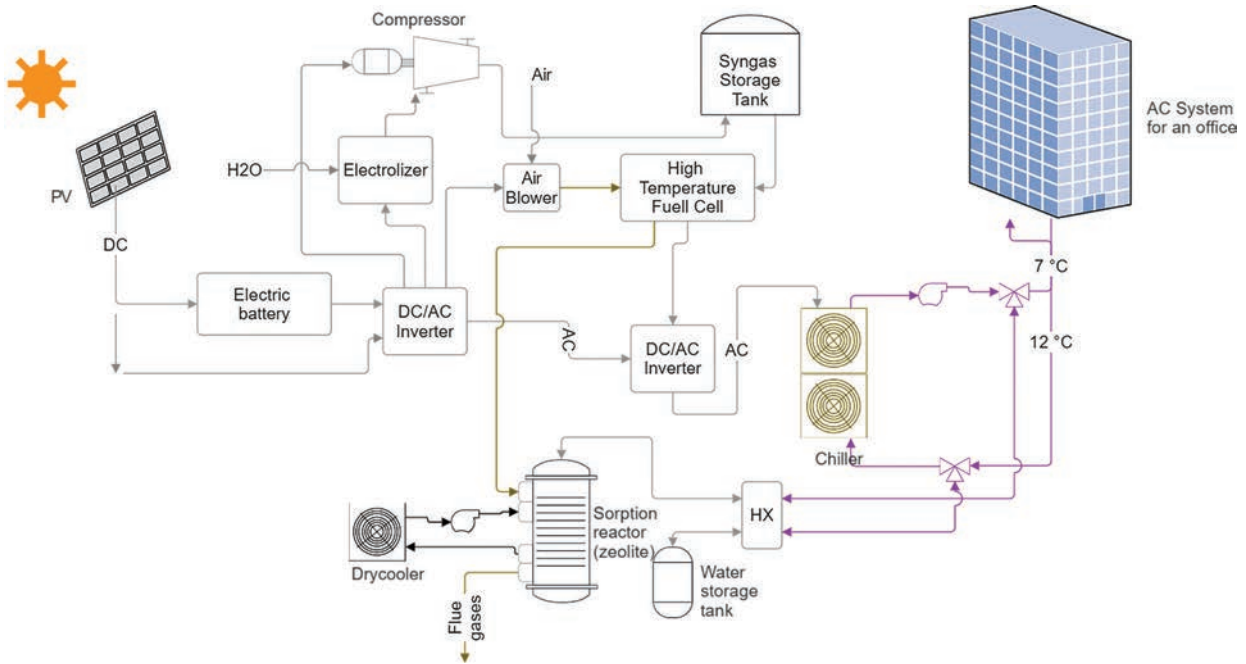 Compressor
Syngas
Storage
Tank
Air
AC System
for an office
H2O
Electrolizer
Air
Blower
High
Temperature
Fuell Cell
PV
DC
Electric
battery
DC/AC
Inverter
AC
DC/AC
Inverter
AC
7 °C
12 °C
Chiller
HX
Sorption
reactor
(zeolite)
Drycooler
Water
storage
tank
Flue
gases